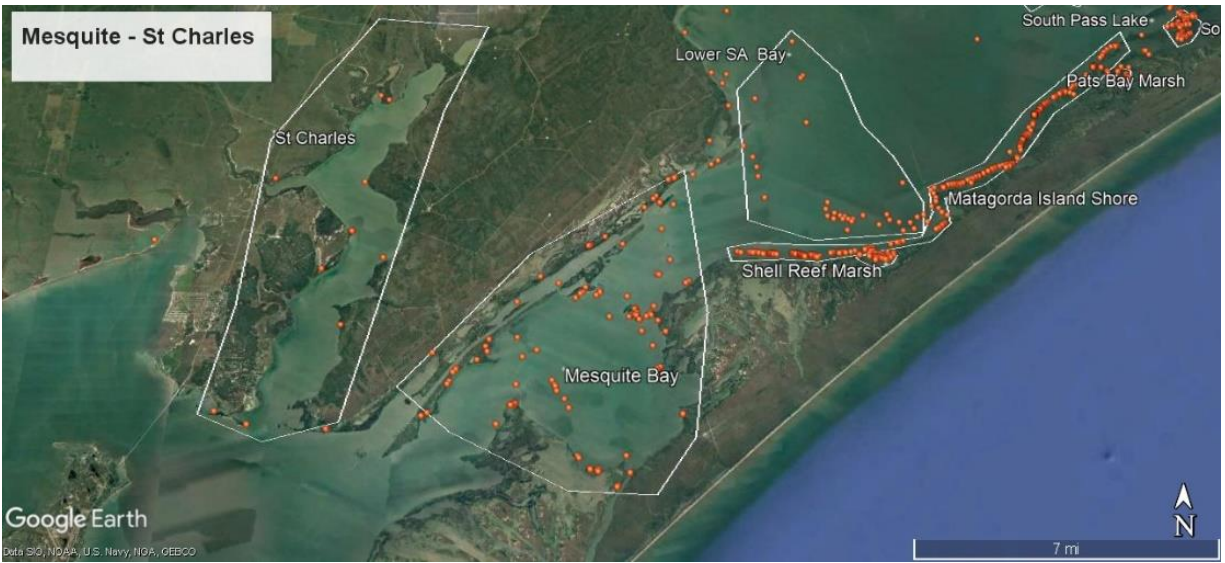 Mesquite - St Charles
South Pass Lake
So
Lower SA Bay
Pats Bay Marsh
St Charles
Matagorda Island Shore
Shell Reef Marsh
Mesquite Bay
Google Earth
Data SIO, NOAA, U.S. Navy, NGA, GEBCO
N
7 mi